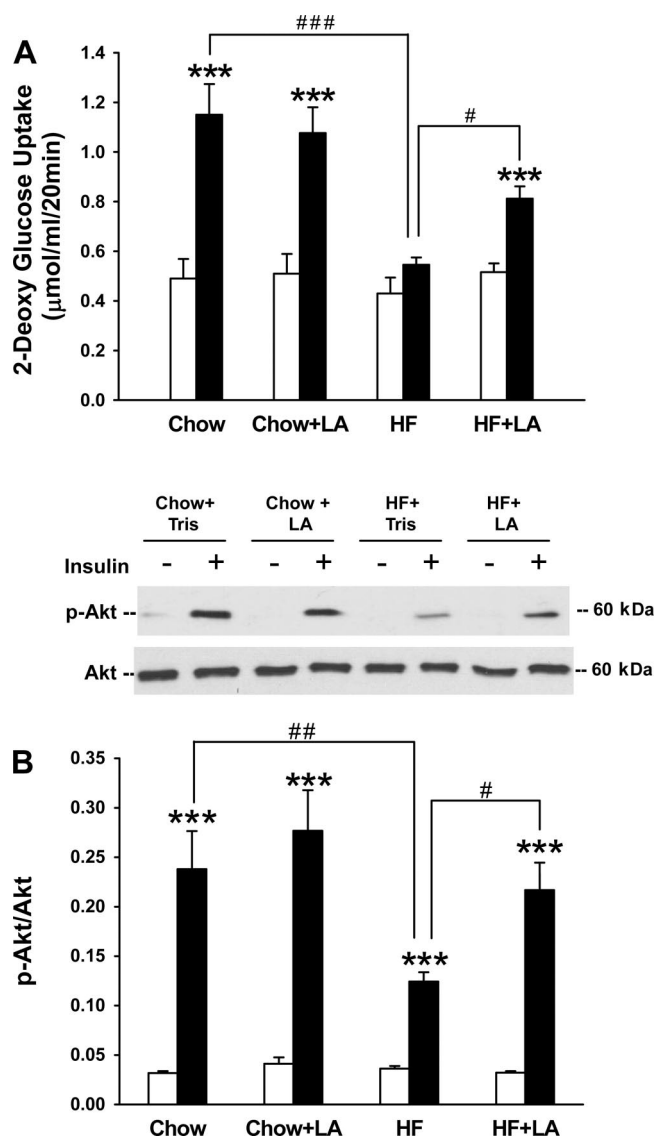 A
###
***
***
#
***
2-Deoxy Glucose Uptake
(μmol/ml/20min)
1.4
1.2
1.0
0.8
0.6
0.4
0.2
0.0
Chow Chow+LA HF HF+LA
Chow+ Chow + HF+ HF+
Tris LA Tris LA
Insulin - + - + - + - +
p-Akt -- -- 60 kDa
Akt -- -- 60 kDa
B
##
***
***
#
***
***
p-Akt/Akt
0.35
0.30
0.25
0.20
0.15
0.10
0.05
0.00
Chow Chow+LA HF HF+LA